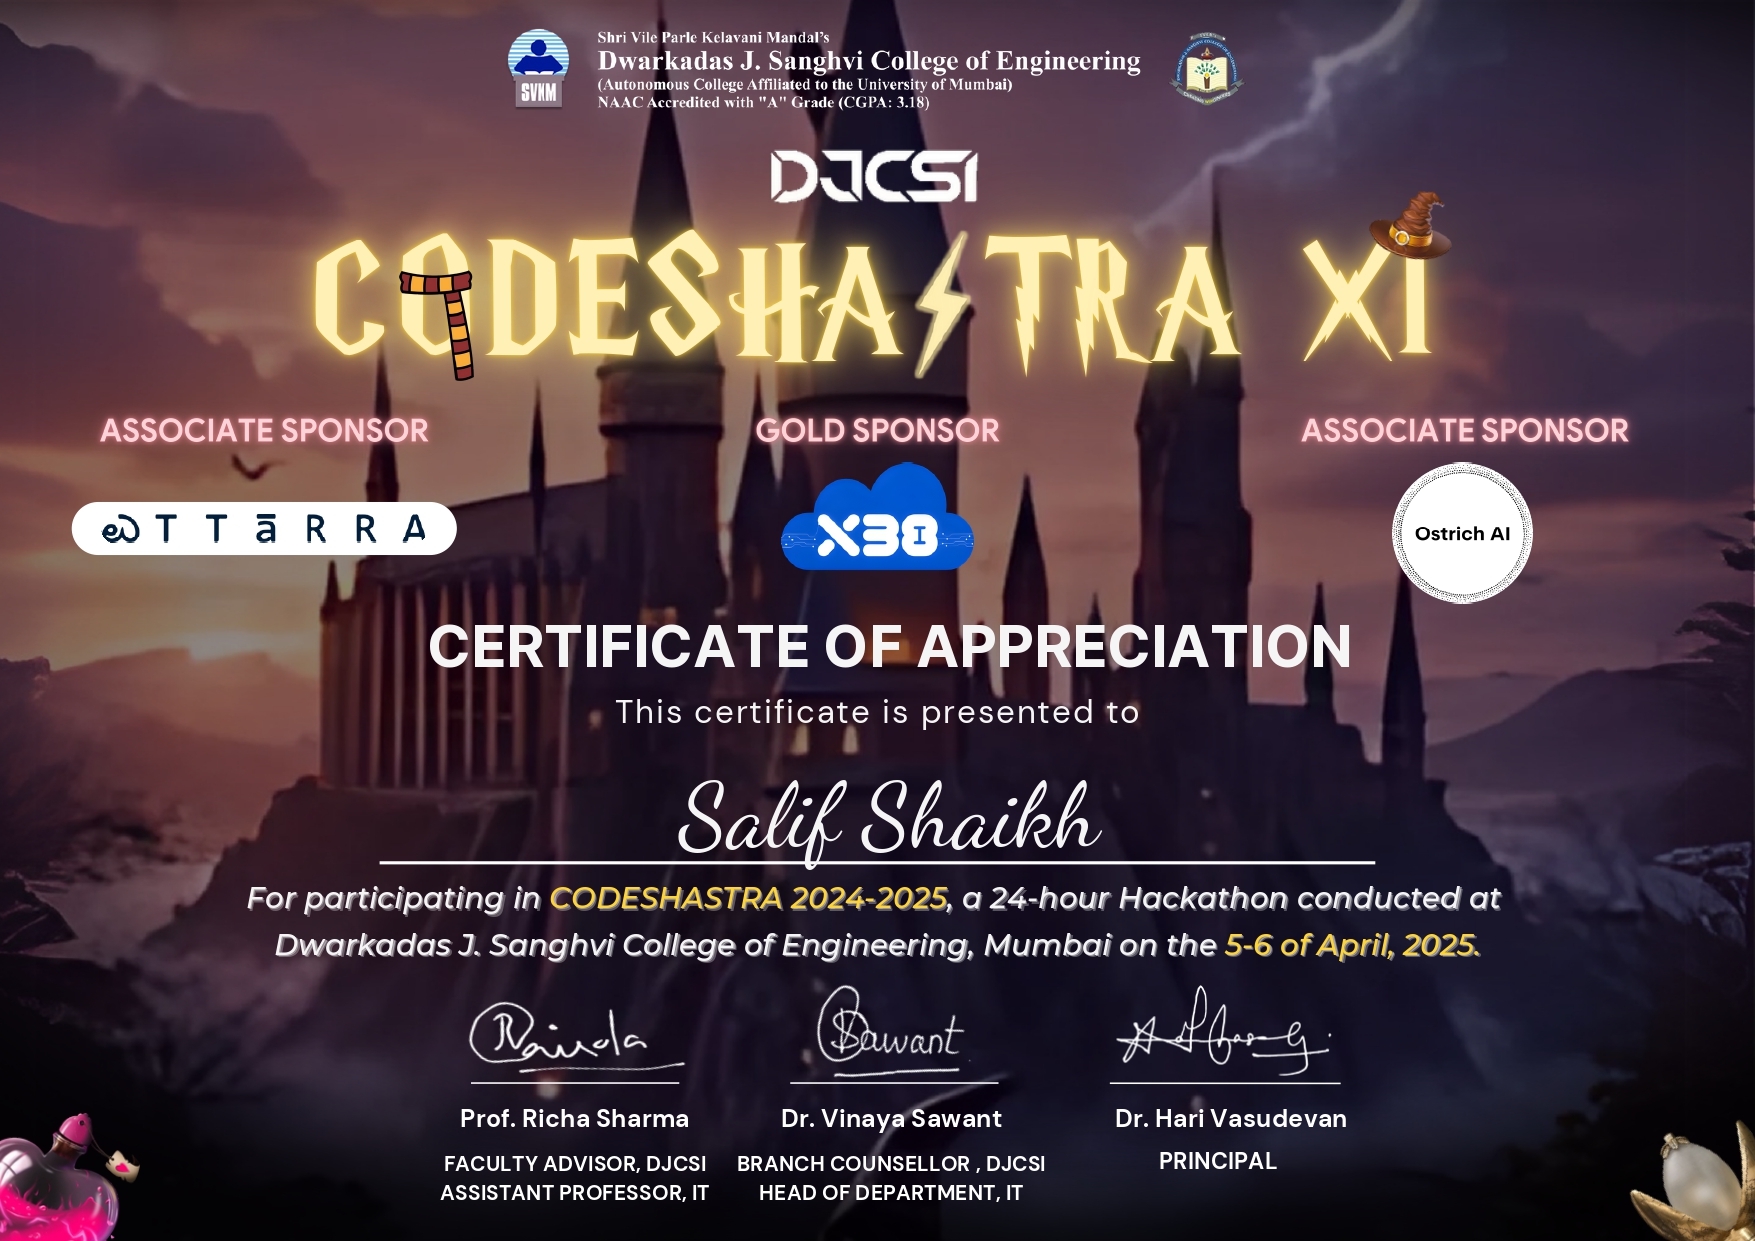 Shri Vile Parle Kelavani Mandal's
Dwarkadas J. Sanghvi College of Engineering
(Autonomous College Affiliated to the University of Mumbai)
NAAC Accredited with "A" Grade (CGPA: 3.18)
SVKM
DJCSI
CODESHASTRA XI
ASSOCIATE SPONSOR
GOLD SPONSOR
ASSOCIATE SPONSOR
TTāRRA
X38
Ostrich AI
CERTIFICATE OF APPRECIATION
This certificate is presented to
Salif Shaikh
For participating in CODESHASTRA 2024-2025, a 24-hour Hackathon conducted at
Dwarkadas J. Sanghvi College of Engineering, Mumbai on the 5-6 of April, 2025.
Sawant
Prof. Richa Sharma
FACULTY ADVISOR, DJCSI
ASSISTANT PROFESSOR, IT
Dr. Vinaya Sawant
BRANCH COUNSELLOR , DJCSI
HEAD OF DEPARTMENT, IT
Dr. Hari Vasudevan
PRINCIPAL